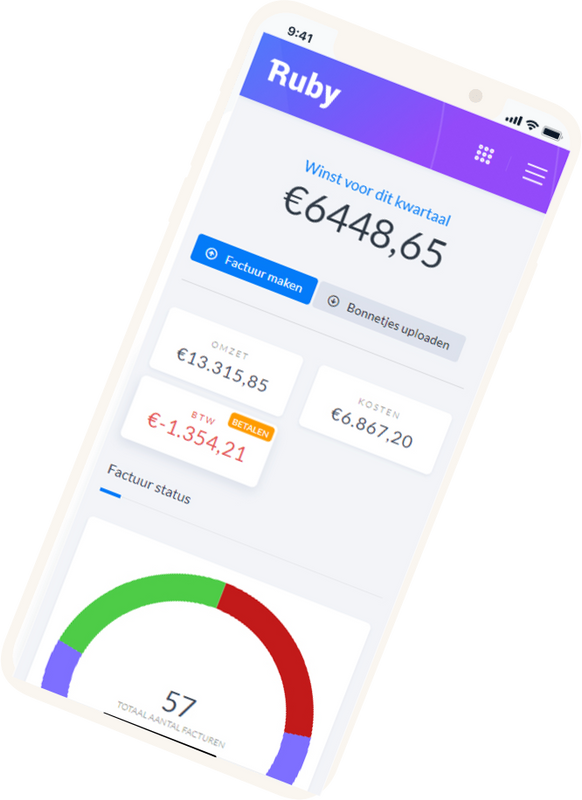 9:41
Ruby
Winst voor dit kwartaal
€6448,65
Factuur maken
Bonnetjes uploaden
OMZET
€13.315,85
KOSTEN
€6.867,20
BTW
BETALEN
€-1.354,21
Factuur status
57
TOTAAL AANTAL FACTUREN